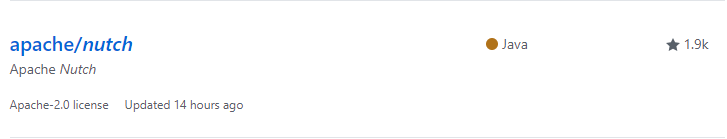 apache/nutch Java 1.9k
Apache Nutch
Apache-2.0 license Updated 14 hours ago